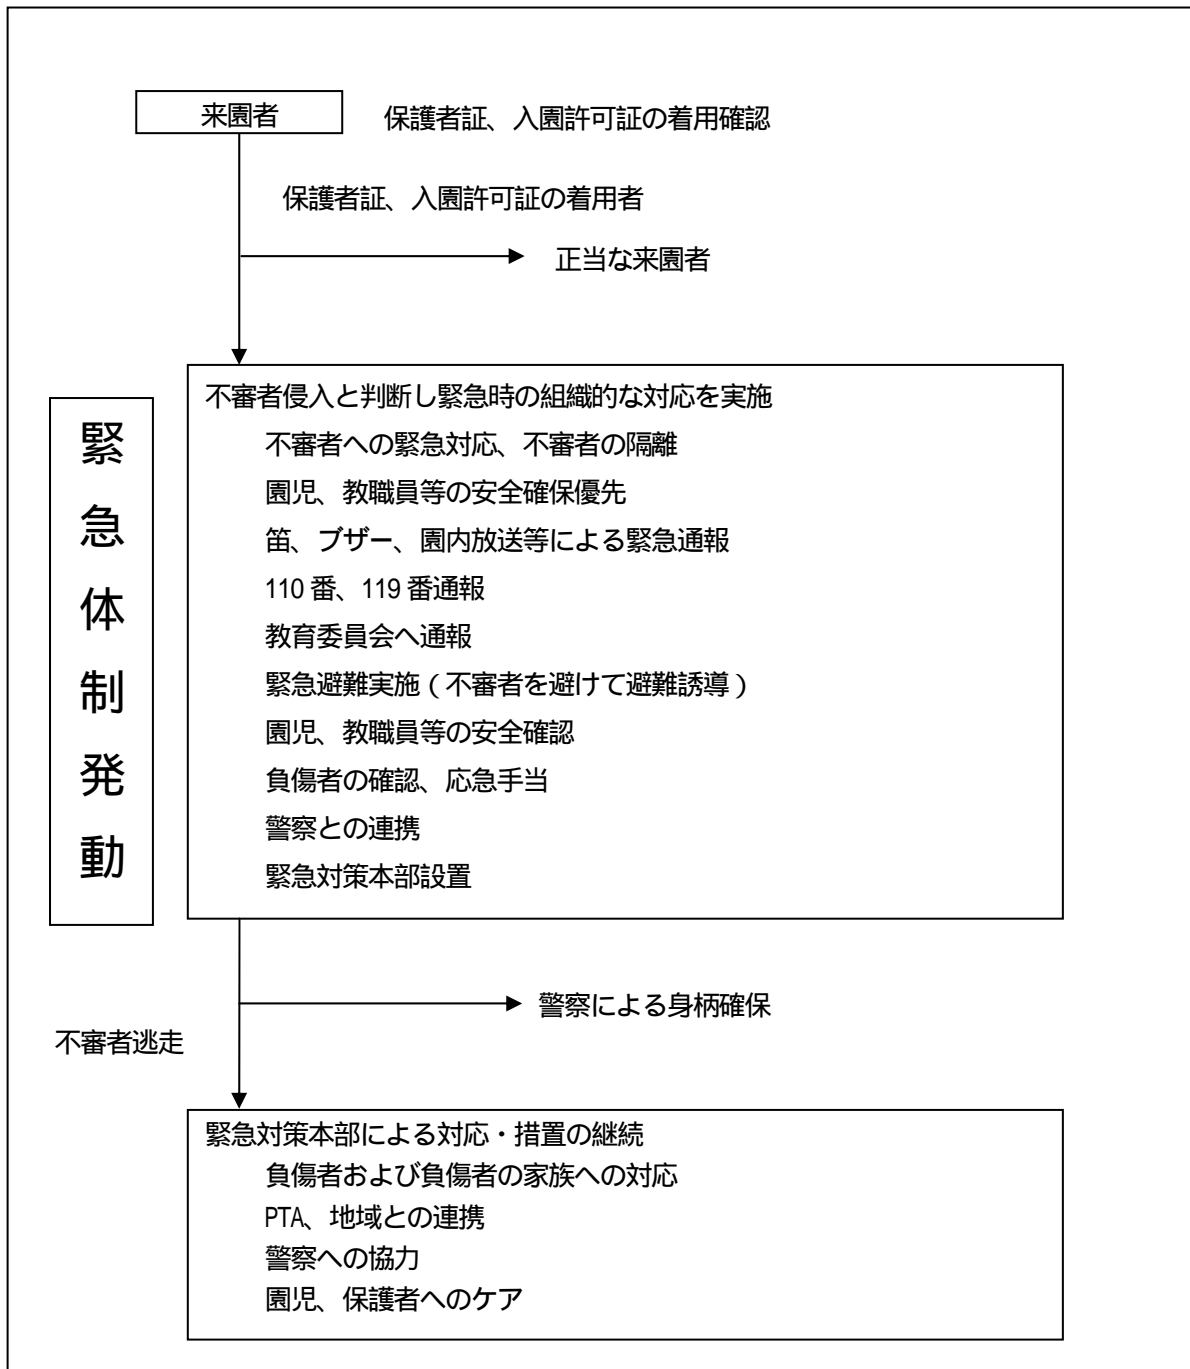 来園者
保護者証、入園許可証の着用確認
保護者証、入園許可証の着用者
正当な来園者
緊急体制発動
不審者侵入と判断し緊急時の組織的な対応を実施
不審者への緊急対応、不審者の隔離
園児、教職員等の安全確保優先
笛、ブザー、園内放送等による緊急通報
110 番、119 番通報
教育委員会へ通報
緊急避難実施(不審者を避けて避難誘導)
園児、教職員等の安全確認
負傷者の確認、応急手当
警察との連携
緊急対策本部設置
警察による身柄確保
不審者逃走
緊急対策本部による対応・措置の継続
負傷者および負傷者の家族への対応
PTA、地域との連携
警察への協力
園児、保護者へのケア